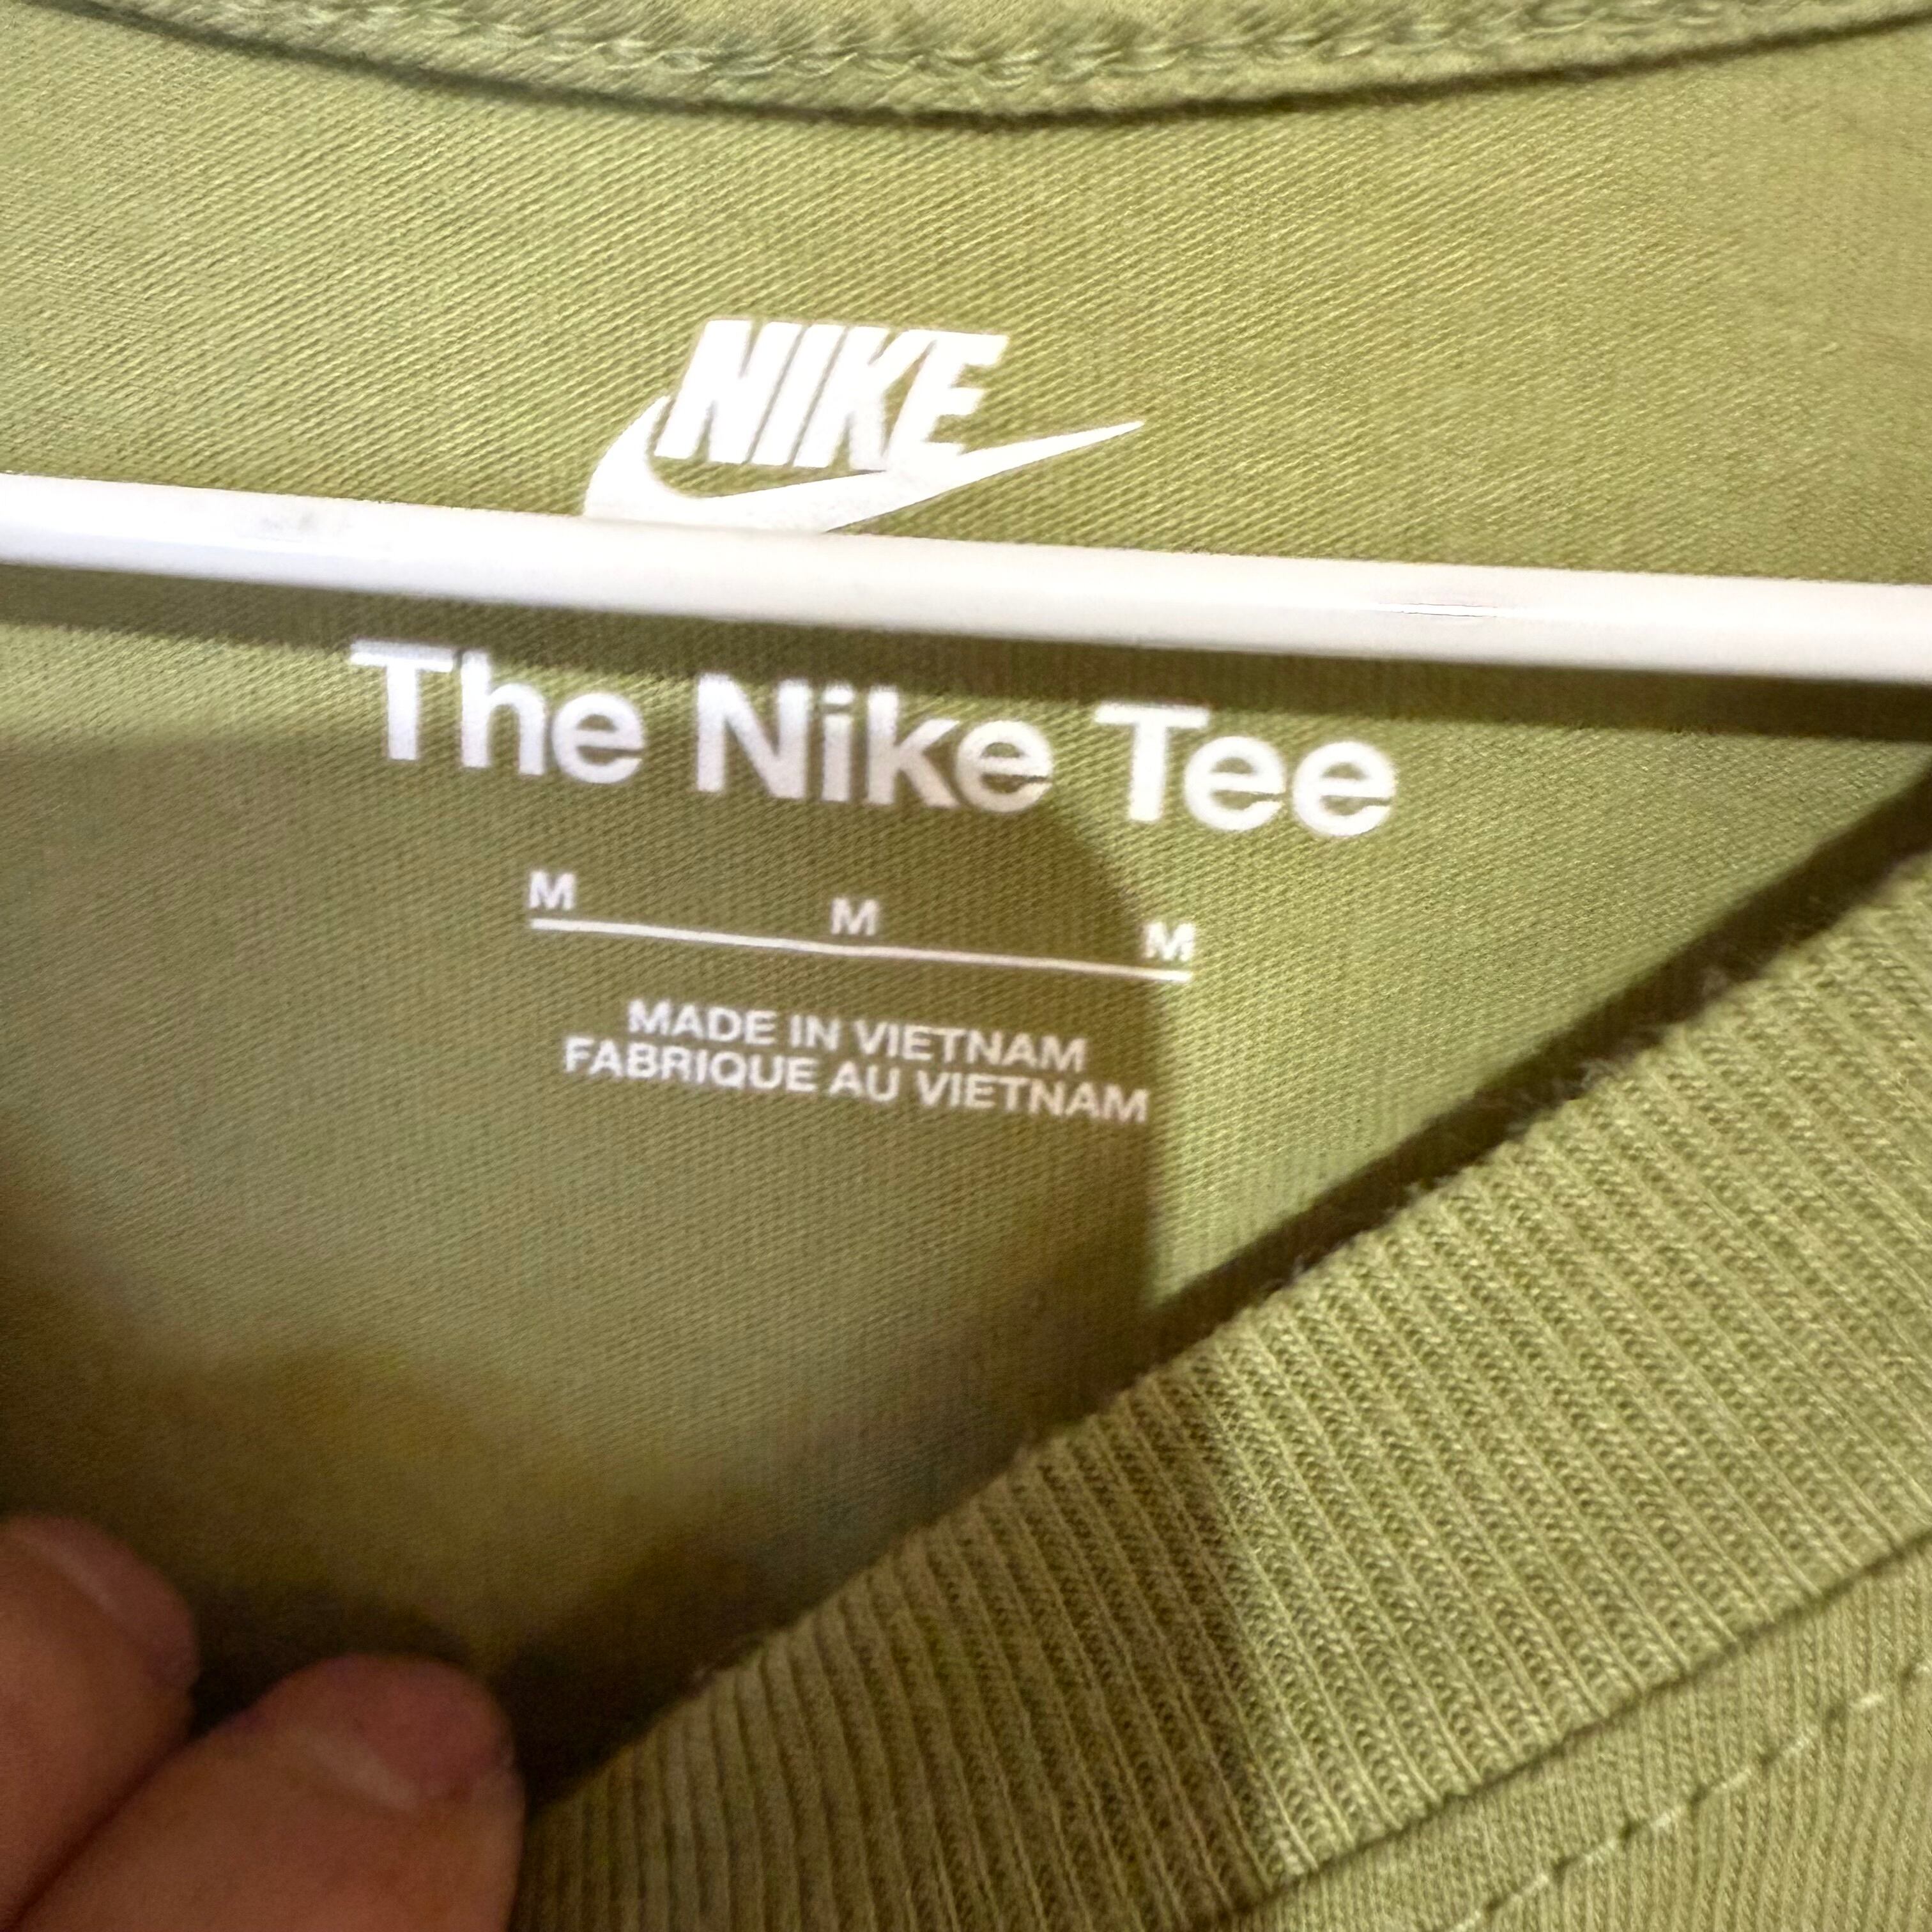 NIKE
The Nike Tee
M M M
MADE IN VIETNAM
FABRIQUE AU VIETNAM